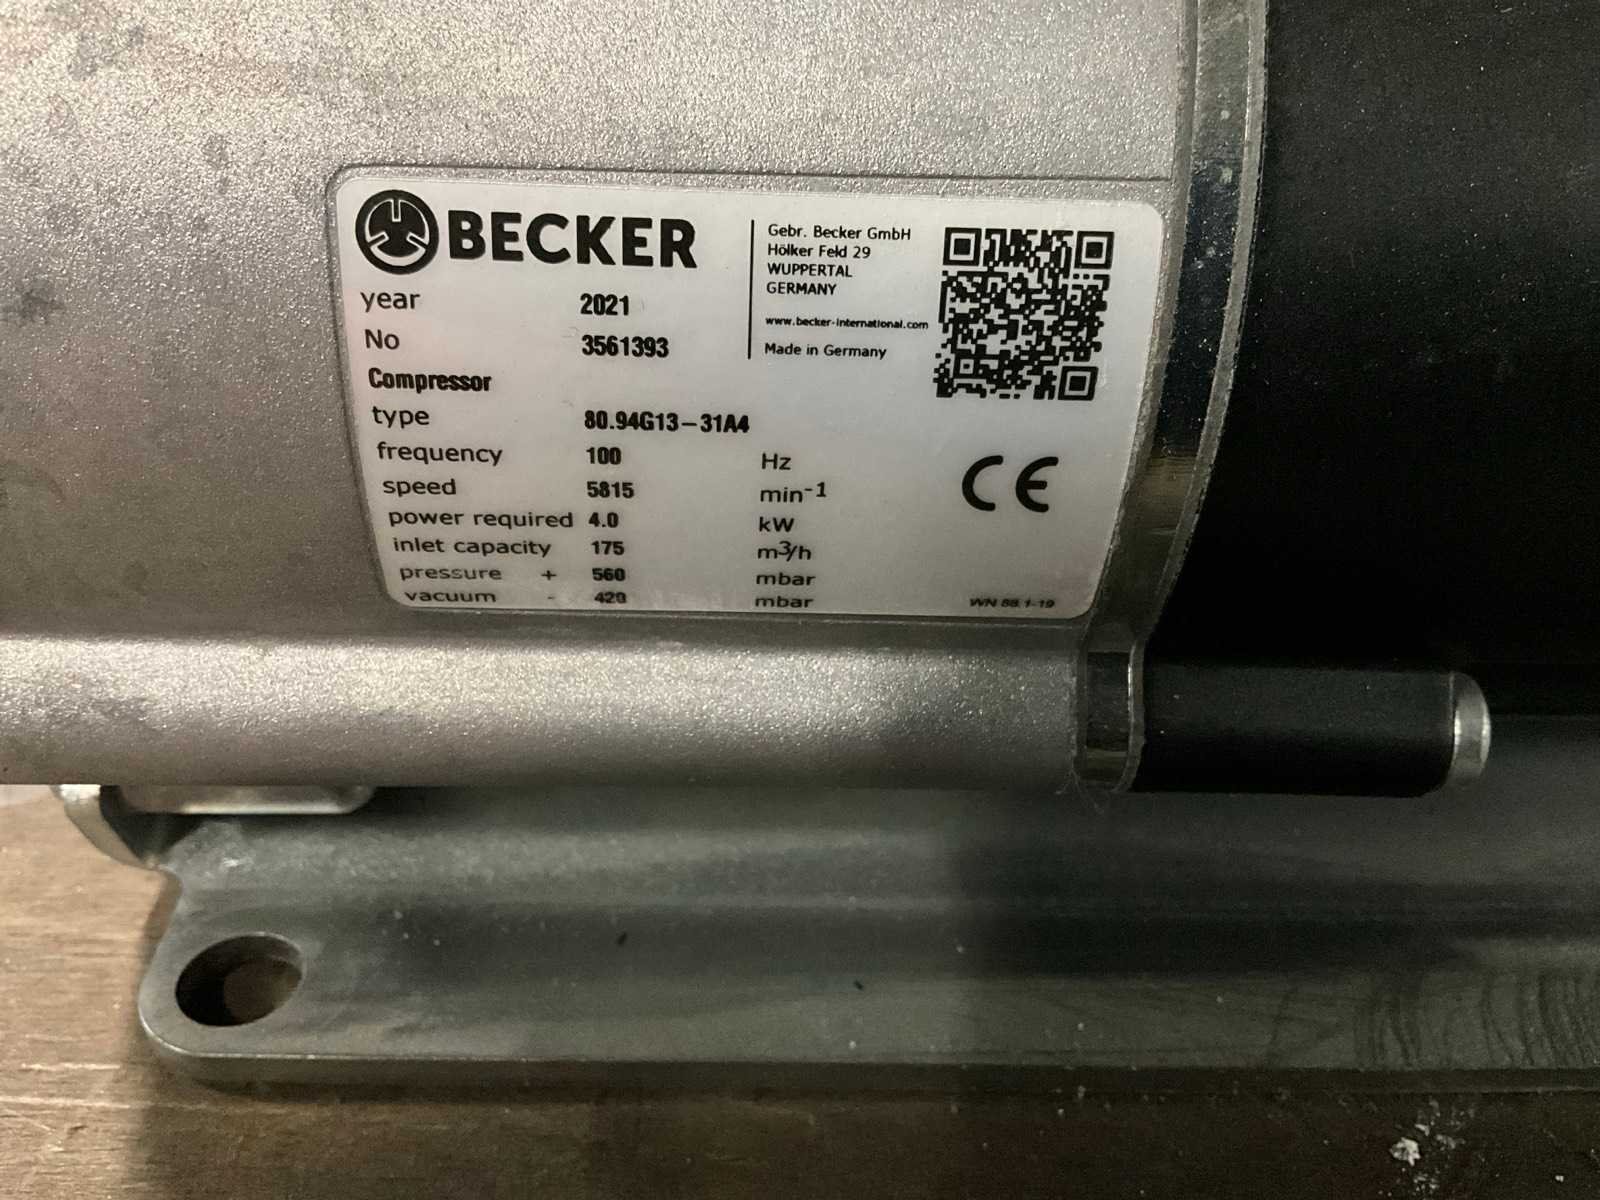 BECKER
Gebr. Becker GmbH
Hölker Feld 29
WUPPERTAL
GERMANY
www.becker-international.com
Made in Germany
year 2021
No 3561393
Compressor
type 80.94G13-31A4
frequency 100 Hz
speed 5815 min-1
power required 4.0 kW
inlet capacity 175 m3/h
pressure + 560 mbar
vacuum - 420 mbar
CE
WN 88.1-19